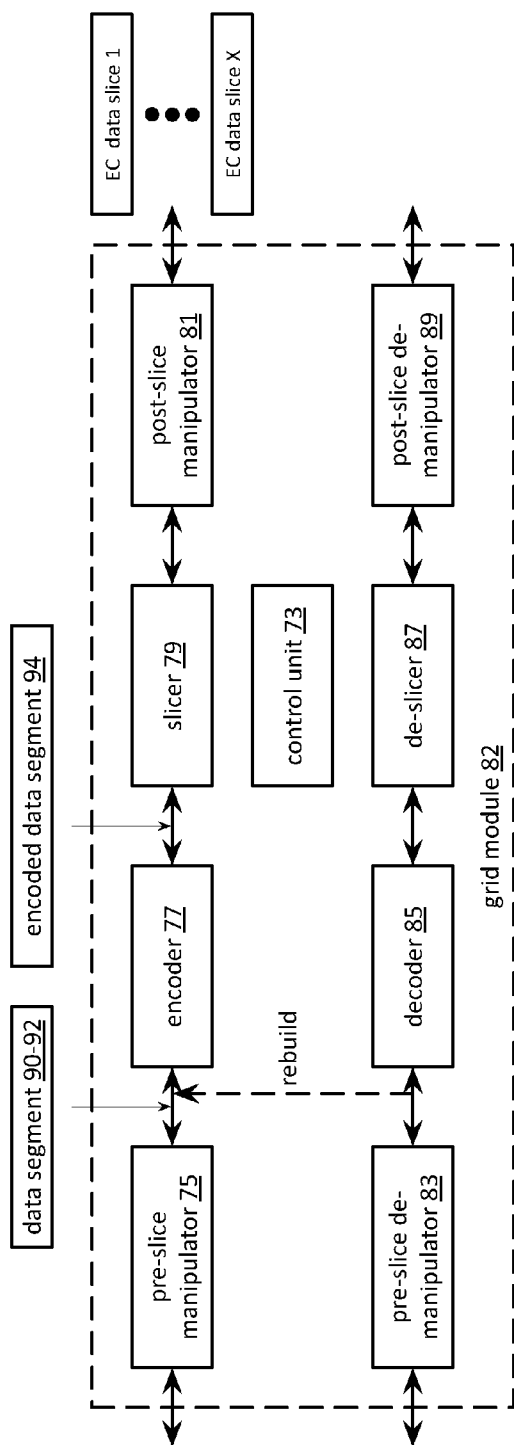 data segment 90-92
encoded data segment 94
EC data slice 1
EC data slice X
pre-slice
manipulator 75
encoder 77
slicer 79
post-slice
manipulator 81
rebuild
control unit 73
pre-slice de-
manipulator 83
decoder 85
de-slicer 87
post-slice de-
manipulator 89
grid module 82